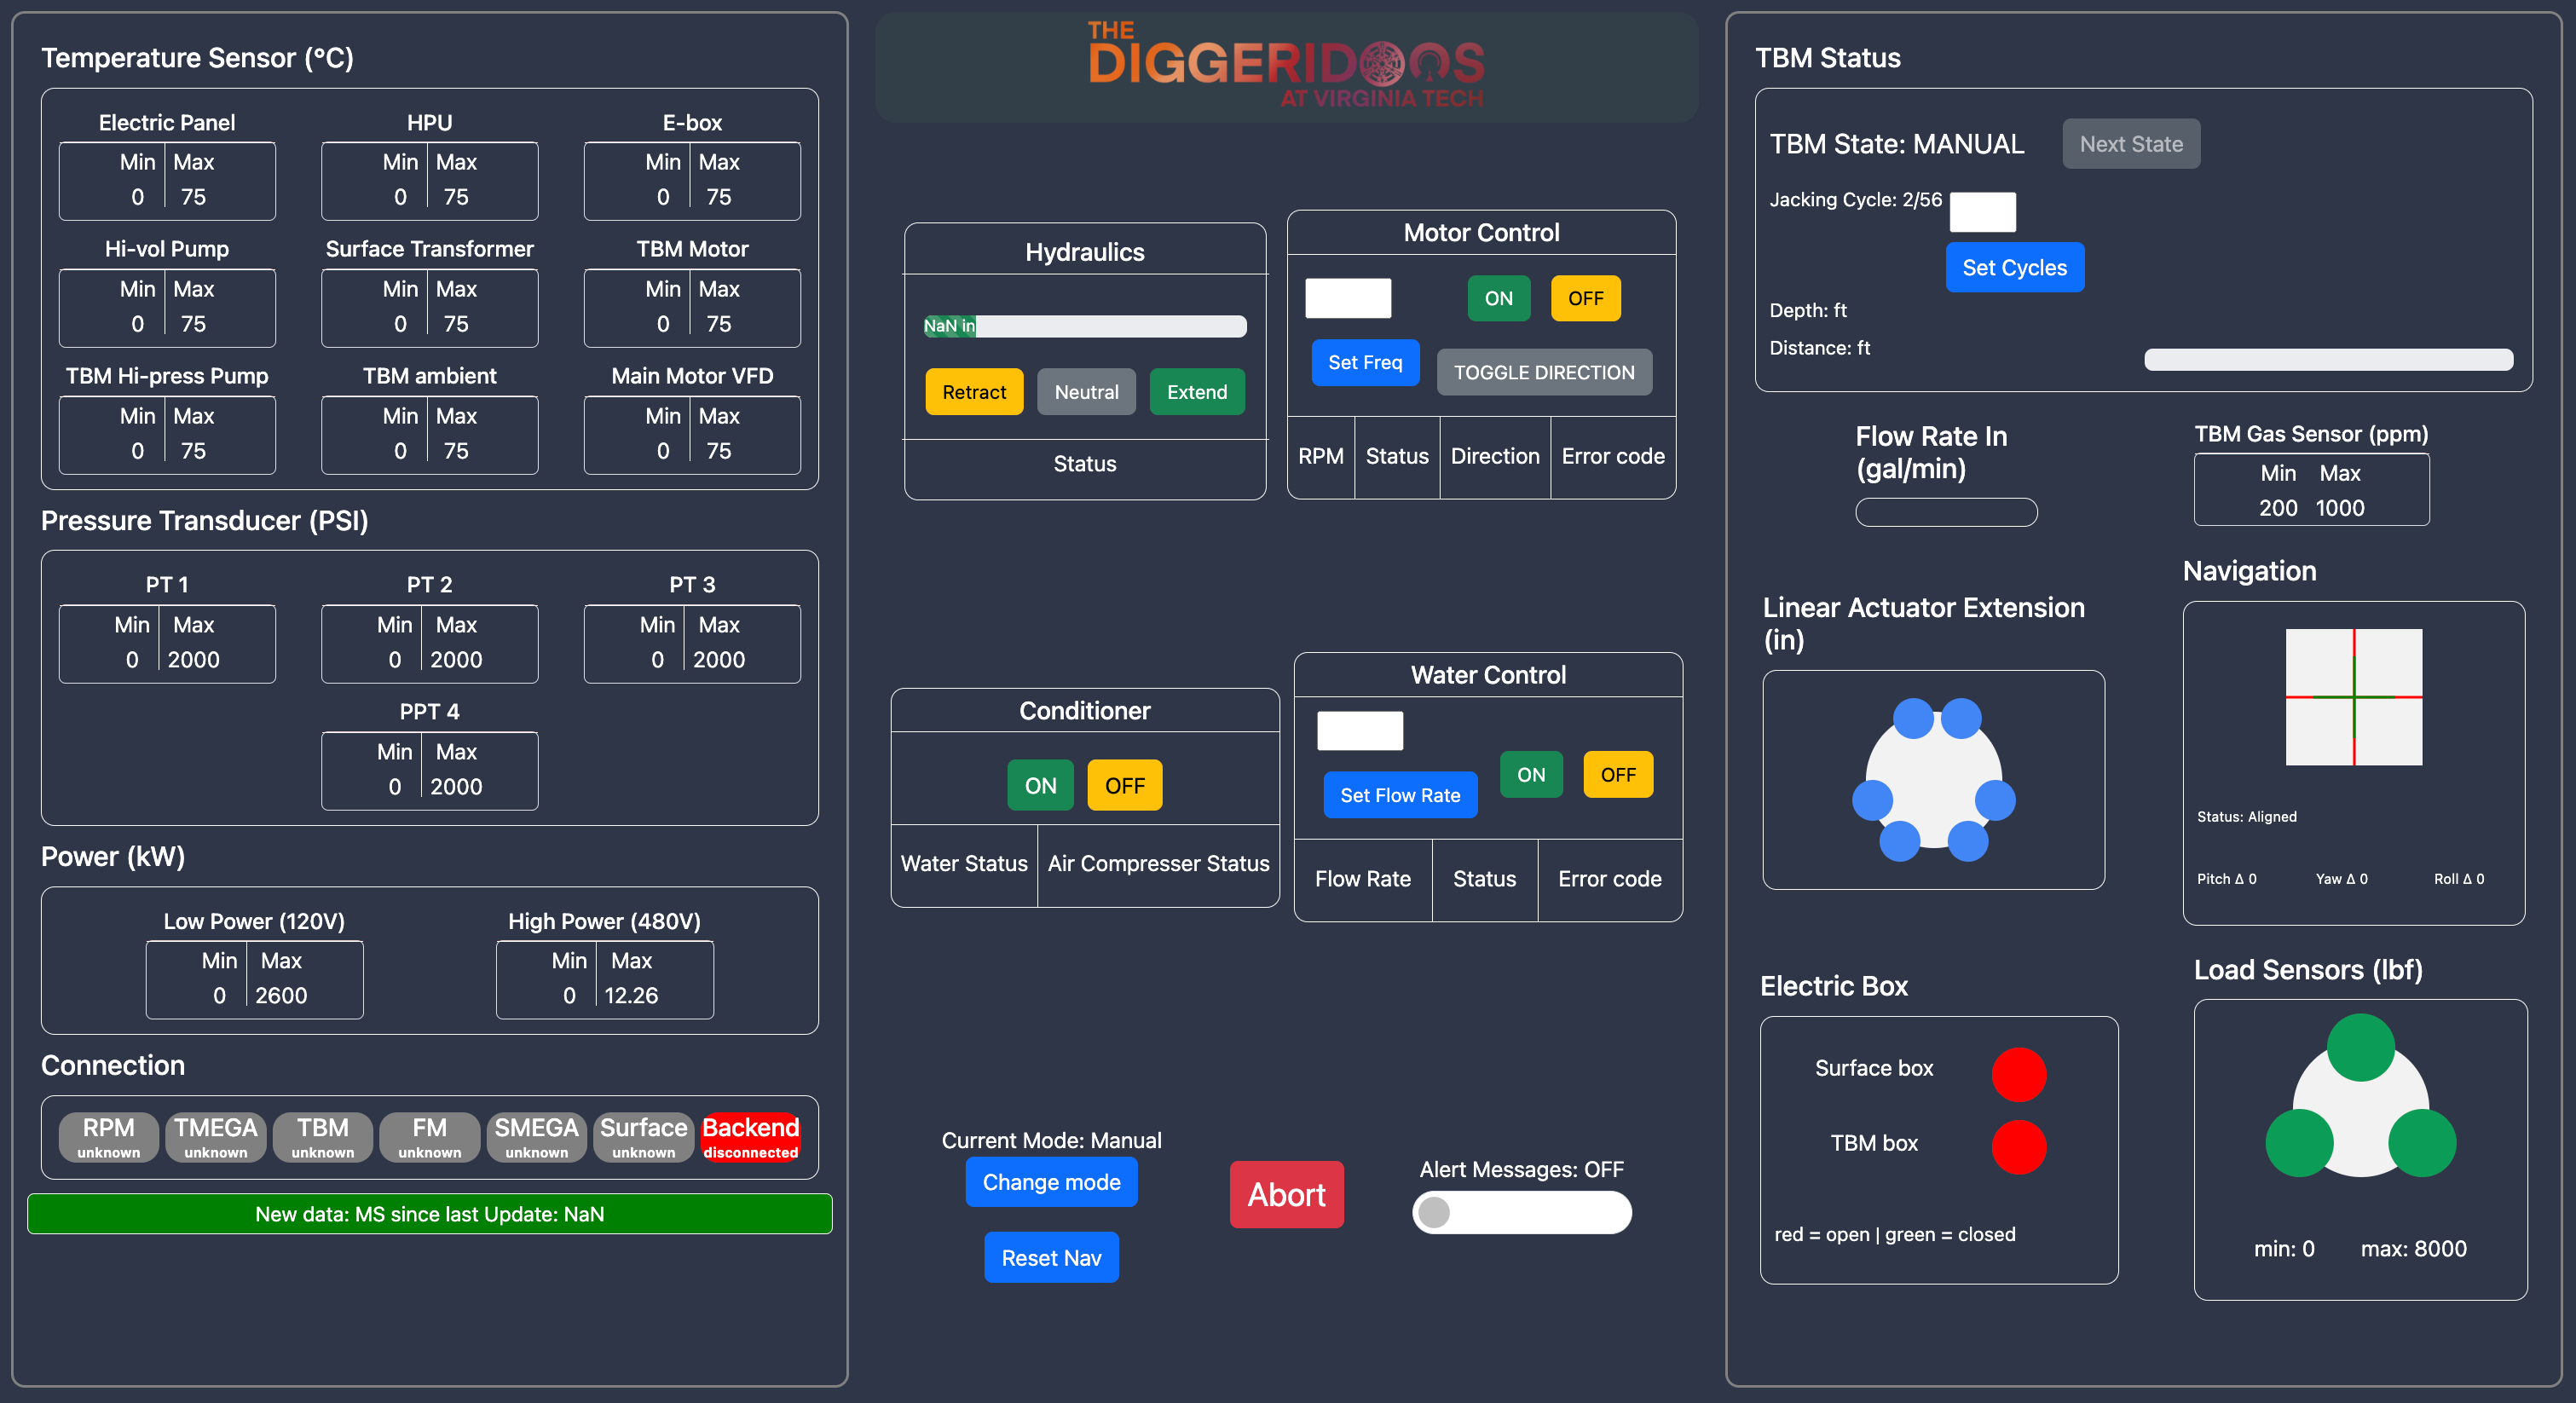 Temperature Sensor (°C)
Electric Panel
Min Max
0 75
HPU
Min Max
0 75
E-box
Min Max
0 75
Hi-vol Pump
Min Max
0 75
Surface Transformer
Min Max
0 75
TBM Motor
Min Max
0 75
TBM Hi-press Pump
Min Max
0 75
TBM ambient
Min Max
0 75
Main Motor VFD
Min Max
0 75
Pressure Transducer (PSI)
PT 1
Min Max
0 2000
PT 2
Min Max
0 2000
PT 3
Min Max
0 2000
PPT 4
Min Max
0 2000
Power (kW)
Low Power (120V)
Min Max
0 2600
High Power (480V)
Min Max
0 12.26
Connection
RPM
unknown
TMEGA
unknown
TBM
unknown
FM
unknown
SMEGA
unknown
Surface
unknown
Backend
disconnected
New data: MS since last Update: NaN
THE
DIGGERIDOOS
AT VIRGINIA TECH
Hydraulics
NaN in
Retract Neutral Extend
Status
Motor Control
ON OFF
Set Freq TOGGLE DIRECTION
RPM Status Direction Error code
Conditioner
ON OFF
Water Status Air Compresser Status
Water Control
ON OFF
Set Flow Rate
Flow Rate Status Error code
Current Mode: Manual
Change mode
Reset Nav
Abort
Alert Messages: OFF
TBM Status
TBM State: MANUAL Next State
Jacking Cycle: 2/56
Set Cycles
Depth: ft
Distance: ft
Flow Rate In
(gal/min)
TBM Gas Sensor (ppm)
Min Max
200 1000
Linear Actuator Extension
(in)
Navigation
Status: Aligned
Pitch Δ 0 Yaw Δ 0 Roll Δ 0
Electric Box
Surface box
TBM box
red = open | green = closed
Load Sensors (lbf)
min: 0 max: 8000